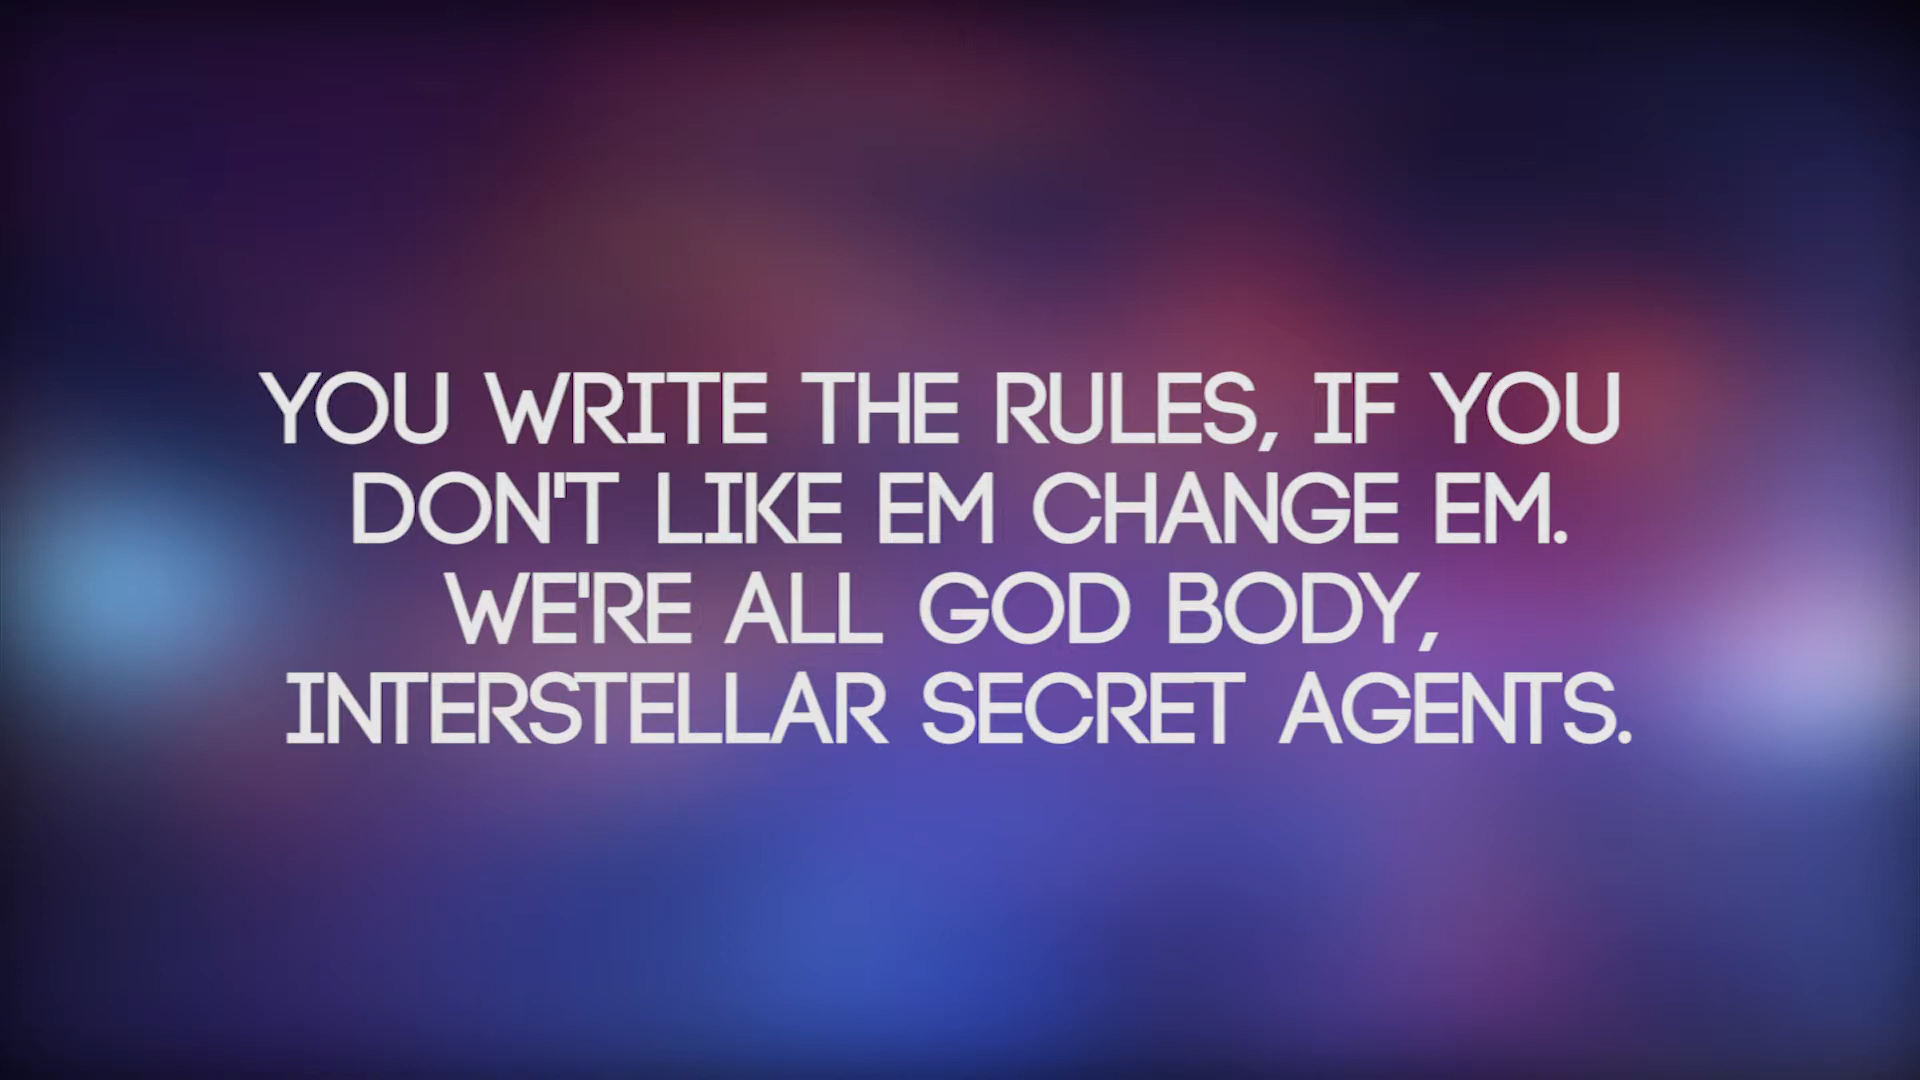 YOU WRITE THE RULES, IF YOU
DON'T LIKE EM CHANGE EM.
WE'RE ALL GOD BODY,
INTERSTELLAR SECRET AGENTS.